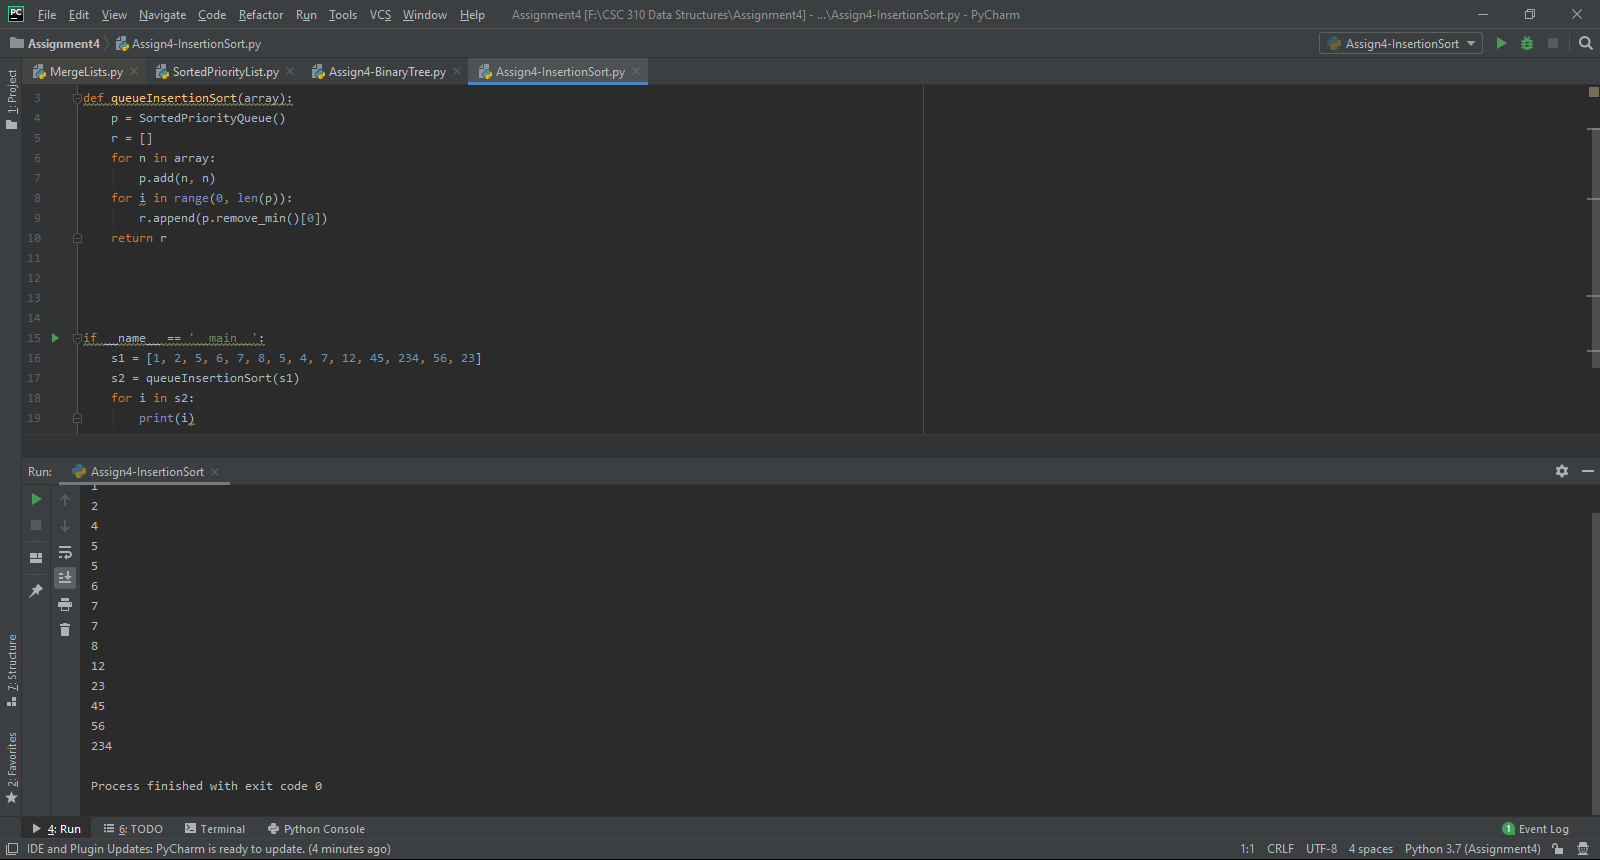 PC File Edit View Navigate Code Refactor Run Tools VCS Window Help Assignment4 [F:\CSC 310 Data Structures\Assignment4] - ...\Assign4-InsertionSort.py - PyCharm
Assignment4 Assign4-InsertionSort.py Assign4-InsertionSort
1: Project
MergeLists.py SortedPriorityList.py Assign4-BinaryTree.py Assign4-InsertionSort.py
3 def queueInsertionSort(array):
4 p = SortedPriorityQueue()
5 r = []
6 for n in array:
7 p.add(n, n)
8 for i in range(0, len(p)):
9 r.append(p.remove_min()[0])
10 return r
11
12
13
14
15 if __name__ == '__main__':
16 s1 = [1, 2, 5, 6, 7, 8, 5, 4, 7, 12, 45, 234, 56, 23]
17 s2 = queueInsertionSort(s1)
18 for i in s2:
19 print(i)
Run: Assign4-InsertionSort
1
2
4
5
5
6
7
7
8
12
23
45
56
234
Process finished with exit code 0
7: Structure
2: Favorites
4: Run 6: TODO Terminal Python Console 1 Event Log
IDE and Plugin Updates: PyCharm is ready to update. (4 minutes ago) 1:1 CRLF UTF-8 4 spaces Python 3.7 (Assignment4)